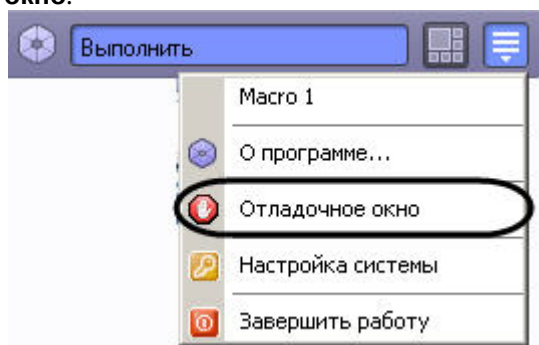 окно.
Выполнить
Macro 1
О программе...
Отладочное окно
Настройка системы
Завершить работу